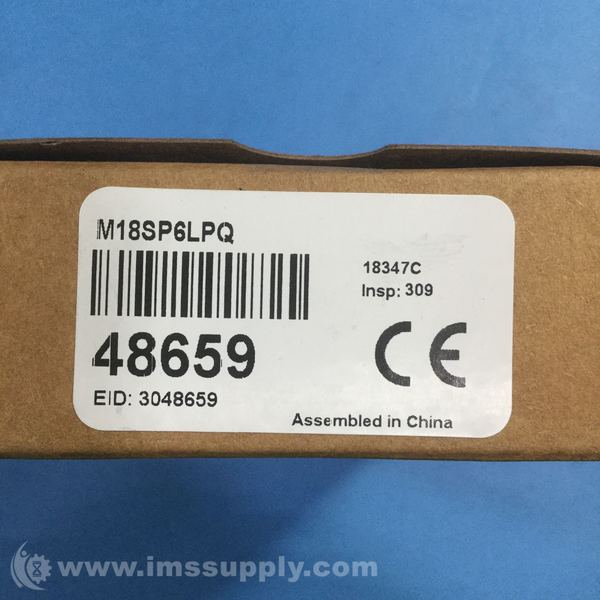 M18SP6LPQ
18347C
Insp: 309
48659
CE
EID: 3048659
Assembled in China
www.imssupply.com